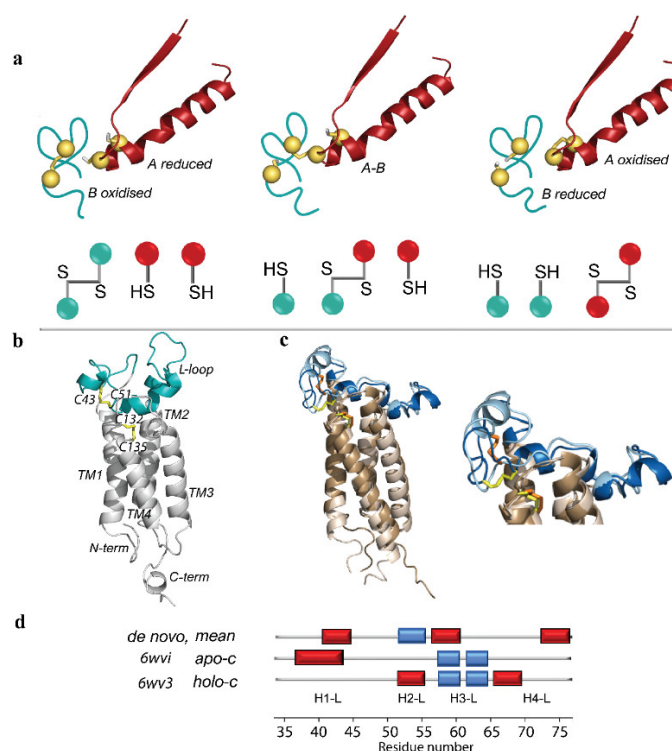 a
B oxidised
A reduced
A-B
B reduced
A oxidised
S
S
HS
SH
HS
S
S
SH
HS
SH
S
S
b
L-loop
C43
C51
C132
TM2
C135
TM1
TM3
TM4
N-term
C-term
c
d
de novo, mean
6wvi apo-c
6wv3 holo-c
H1-L H2-L H3-L H4-L
35 40 45 50 55 60 65 70 75
Residue number